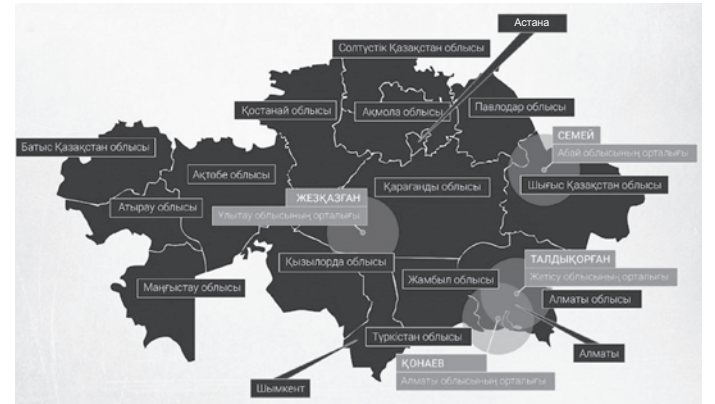 Астана
Солтүстік Қазақстан облысы
Қостанай облысы
Ақмола облысы
Павлодар облысы
СЕМЕЙ
Абай облысының орталығы
Батыс Қазақстан облысы
Ақтөбе облысы
Қарағанды облысы
Шығыс Қазақстан облысы
ЖЕЗҚАЗҒАН
Ұлытау облысының орталығы
Атырау облысы
Қызылорда облысы
Жамбыл облысы
ТАЛДЫҚОРҒАН
Жетісу облысының орталығы
Маңғыстау облысы
Алматы облысы
Түркістан облысы
Алматы
ҚОНАЕВ
Алматы облысының орталығы
Шымкент